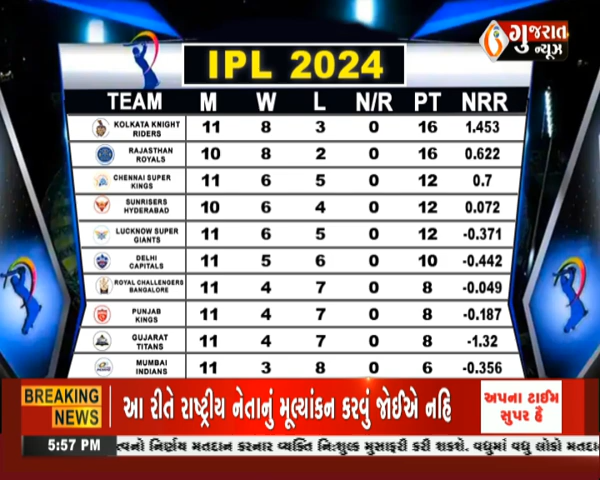 IPL 2024
ગુજરાત
ન્યૂઝ
TEAM M W L N/R PT NRR
KOLKATA KNIGHT RIDERS 11 8 3 0 16 1.453
RAJASTHAN ROYALS 10 8 2 0 16 0.622
CHENNAI SUPER KINGS 11 6 5 0 12 0.7
SUNRISERS HYDERABAD 10 6 4 0 12 0.072
LUCKNOW SUPER GIANTS 11 6 5 0 12 -0.371
DELHI CAPITALS 11 5 6 0 10 -0.442
ROYAL CHALLENGERS BANGALORE 11 4 7 0 8 -0.049
PUNJAB KINGS 11 4 7 0 8 -0.187
GUJARAT TITANS 11 4 7 0 8 -1.32
MUMBAI INDIANS 11 3 8 0 6 -0.356
BREAKING NEWS
આ રીતે રાષ્ટ્રીય નેતાનું મૂલ્યાંકન કરવું જોઈએ નહિ
અપના ટાઈમ
સુપર હૈ
5:57 PM
નિર્ણય મતદાન કરનાર વ્યક્તિ નિ:શુલ્ક મુસાફરી કરી શકશે. વધુમાં વધુ લોકો